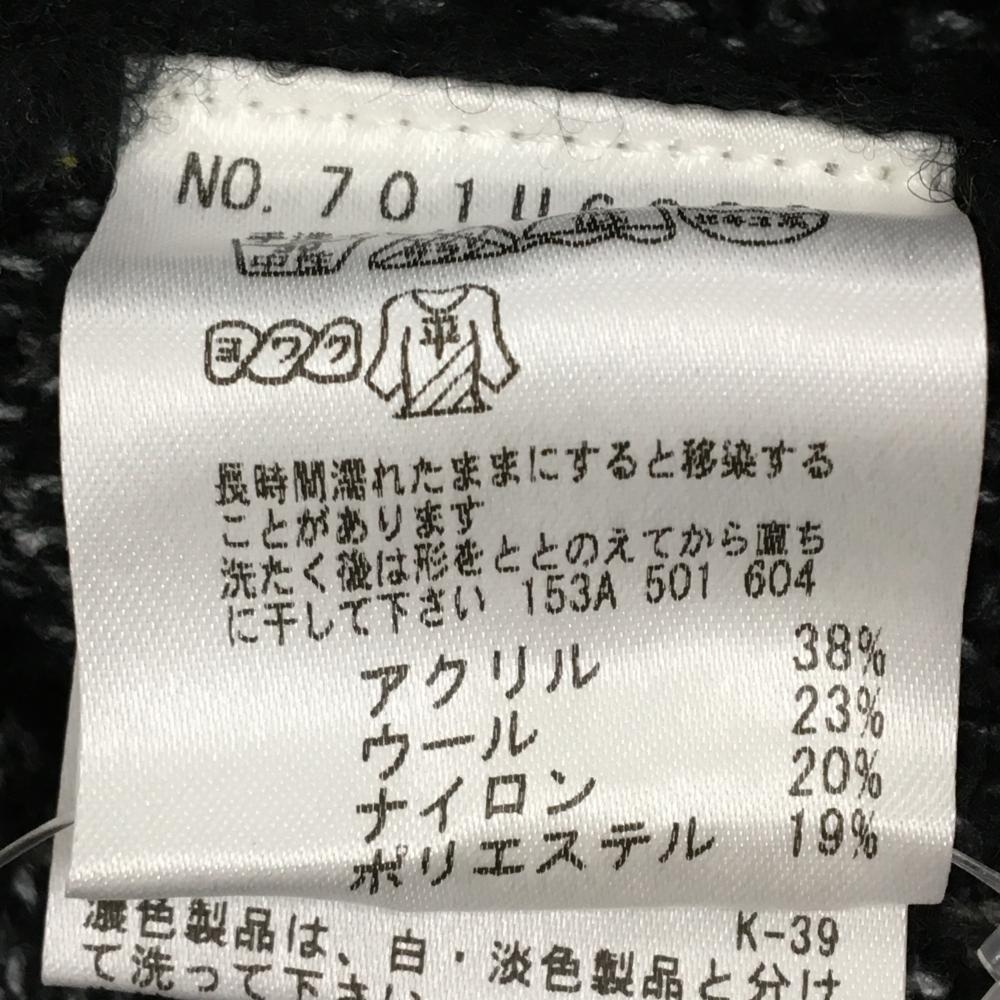 NO. 701
ヨワク 平
長時間濡れたままにすると移染する
ことがあります
洗たく後は形をととのえてから直ち
に干して下さい 153A 501 604
アクリル 38%
ウール 23%
ナイロン 20%
ポリエステル 19%
K-39
濃色製品は、白・淡色製品と分け
て洗って下さい